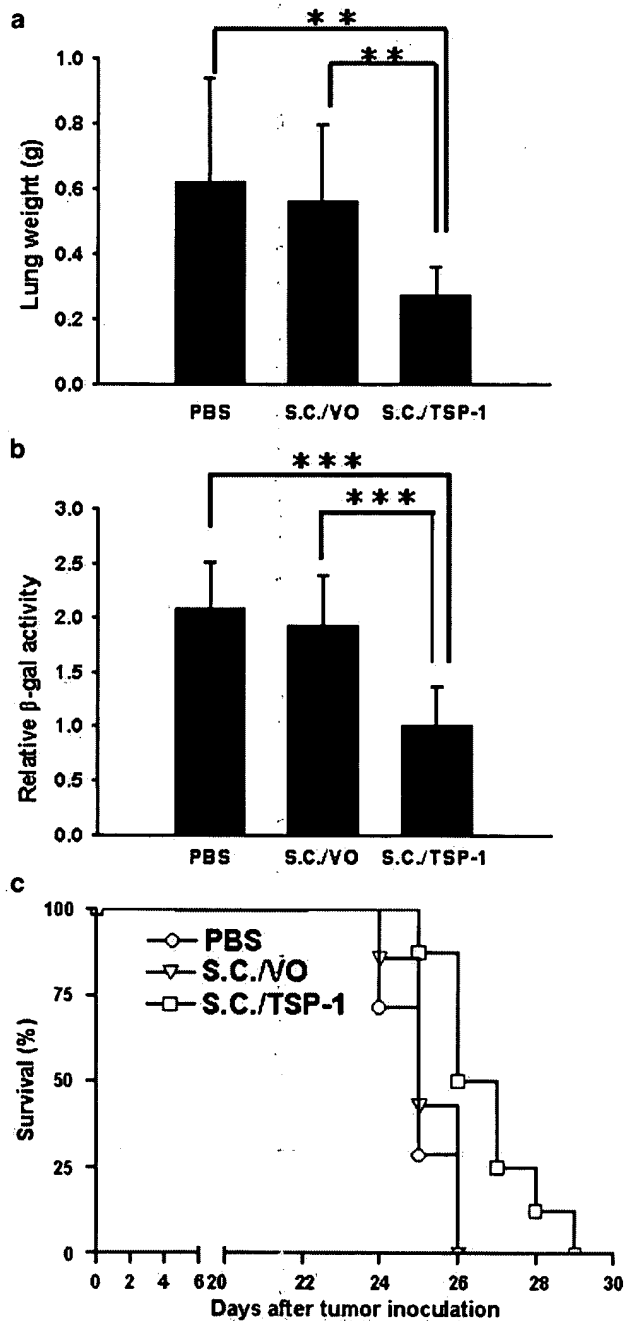 a
**
**
1.0
0.8
0.6
0.4
0.2
0.0
Lung weight (g)
PBS S.C./VO S.C./TSP-1
b
***
***
3.0
2.5
2.0
1.5
1.0
0.5
0.0
Relative β-gal activity
PBS S.C./VO S.C./TSP-1
c
100
75
50
25
0
Survival (%)
PBS
S.C./VO
S.C./TSP-1
0 2 4 6 20 22 24 26 28 30
Days after tumor inoculation